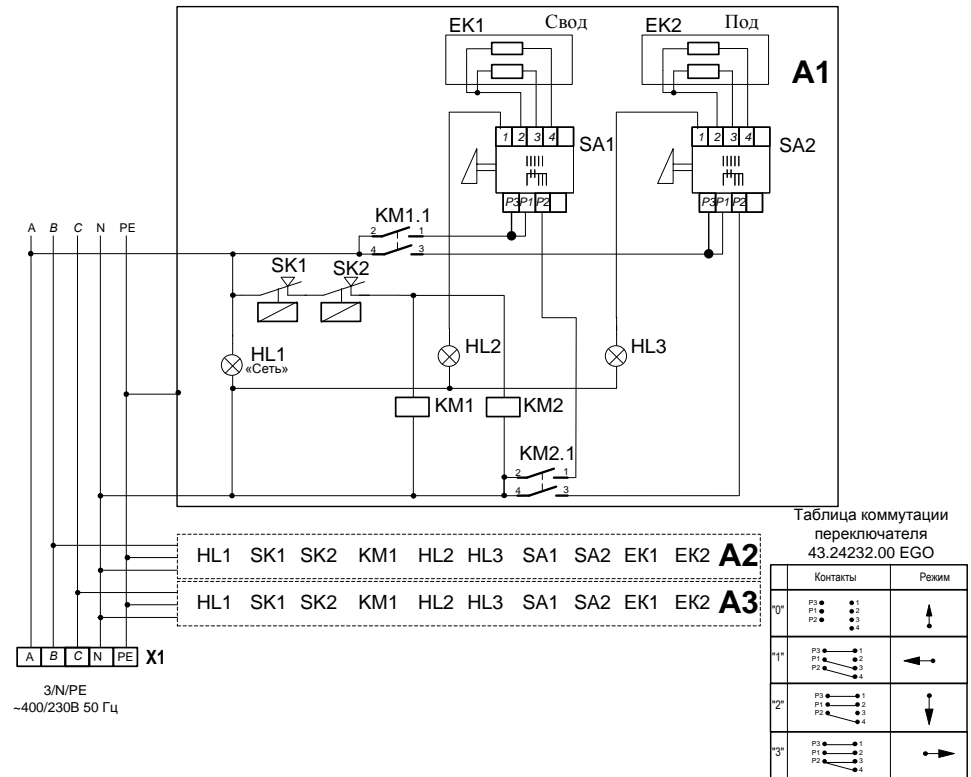 EK1 Свод
EK2 Под
A1
1 2 3 4
SA1
1 2 3 4
SA2
P3 P1 P2
P3 P1 P2
KM1.1
2 1
4 3
A B C N PE
SK1 SK2
HL1
«Сеть»
HL2
HL3
KM1
KM2
KM2.1
2 1
4 3
HL1 SK1 SK2 KM1 HL2 HL3 SA1 SA2 EK1 EK2 A2
HL1 SK1 SK2 KM1 HL2 HL3 SA1 SA2 EK1 EK2 A3
A B C N PE X1
3/N/PE
~400/230В 50 Гц
Таблица коммутации
переключателя
43.24232.00 EGO
Контакты Режим
"0"
P3 1
P1 2
P2 3
4
"1"
P3 1
P1 2
P2 3
4
"2"
P3 1
P1 2
P2 3
4
"3"
P3 1
P1 2
P2 3
4